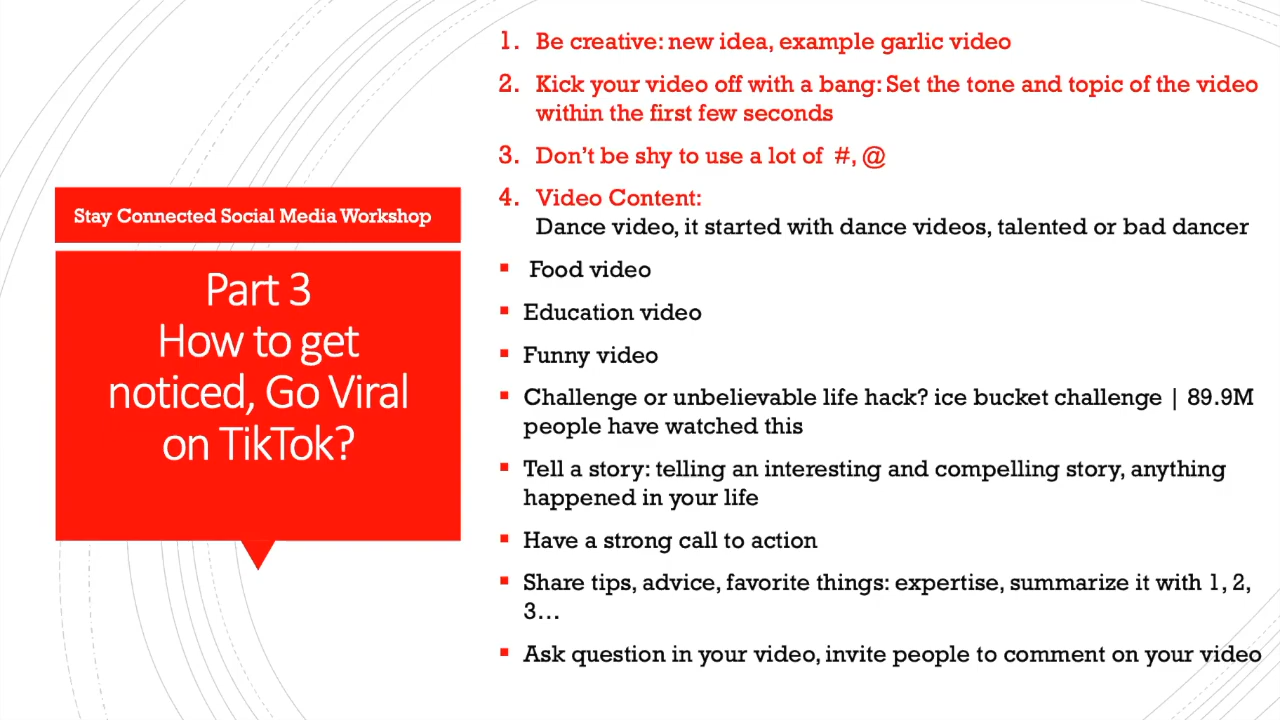 Stay Connected Social Media Workshop
Part 3
How to get
noticed, Go Viral
on TikTok?
1. Be creative: new idea, example garlic video
2. Kick your video off with a bang: Set the tone and topic of the video
within the first few seconds
3. Don't be shy to use a lot of #, @
4. Video Content:
Dance video, it started with dance videos, talented or bad dancer
▪ Food video
▪ Education video
▪ Funny video
▪ Challenge or unbelievable life hack? ice bucket challenge | 89.9M
people have watched this
▪ Tell a story: telling an interesting and compelling story, anything
happened in your life
▪ Have a strong call to action
▪ Share tips, advice, favorite things: expertise, summarize it with 1, 2,
3…
▪ Ask question in your video, invite people to comment on your video